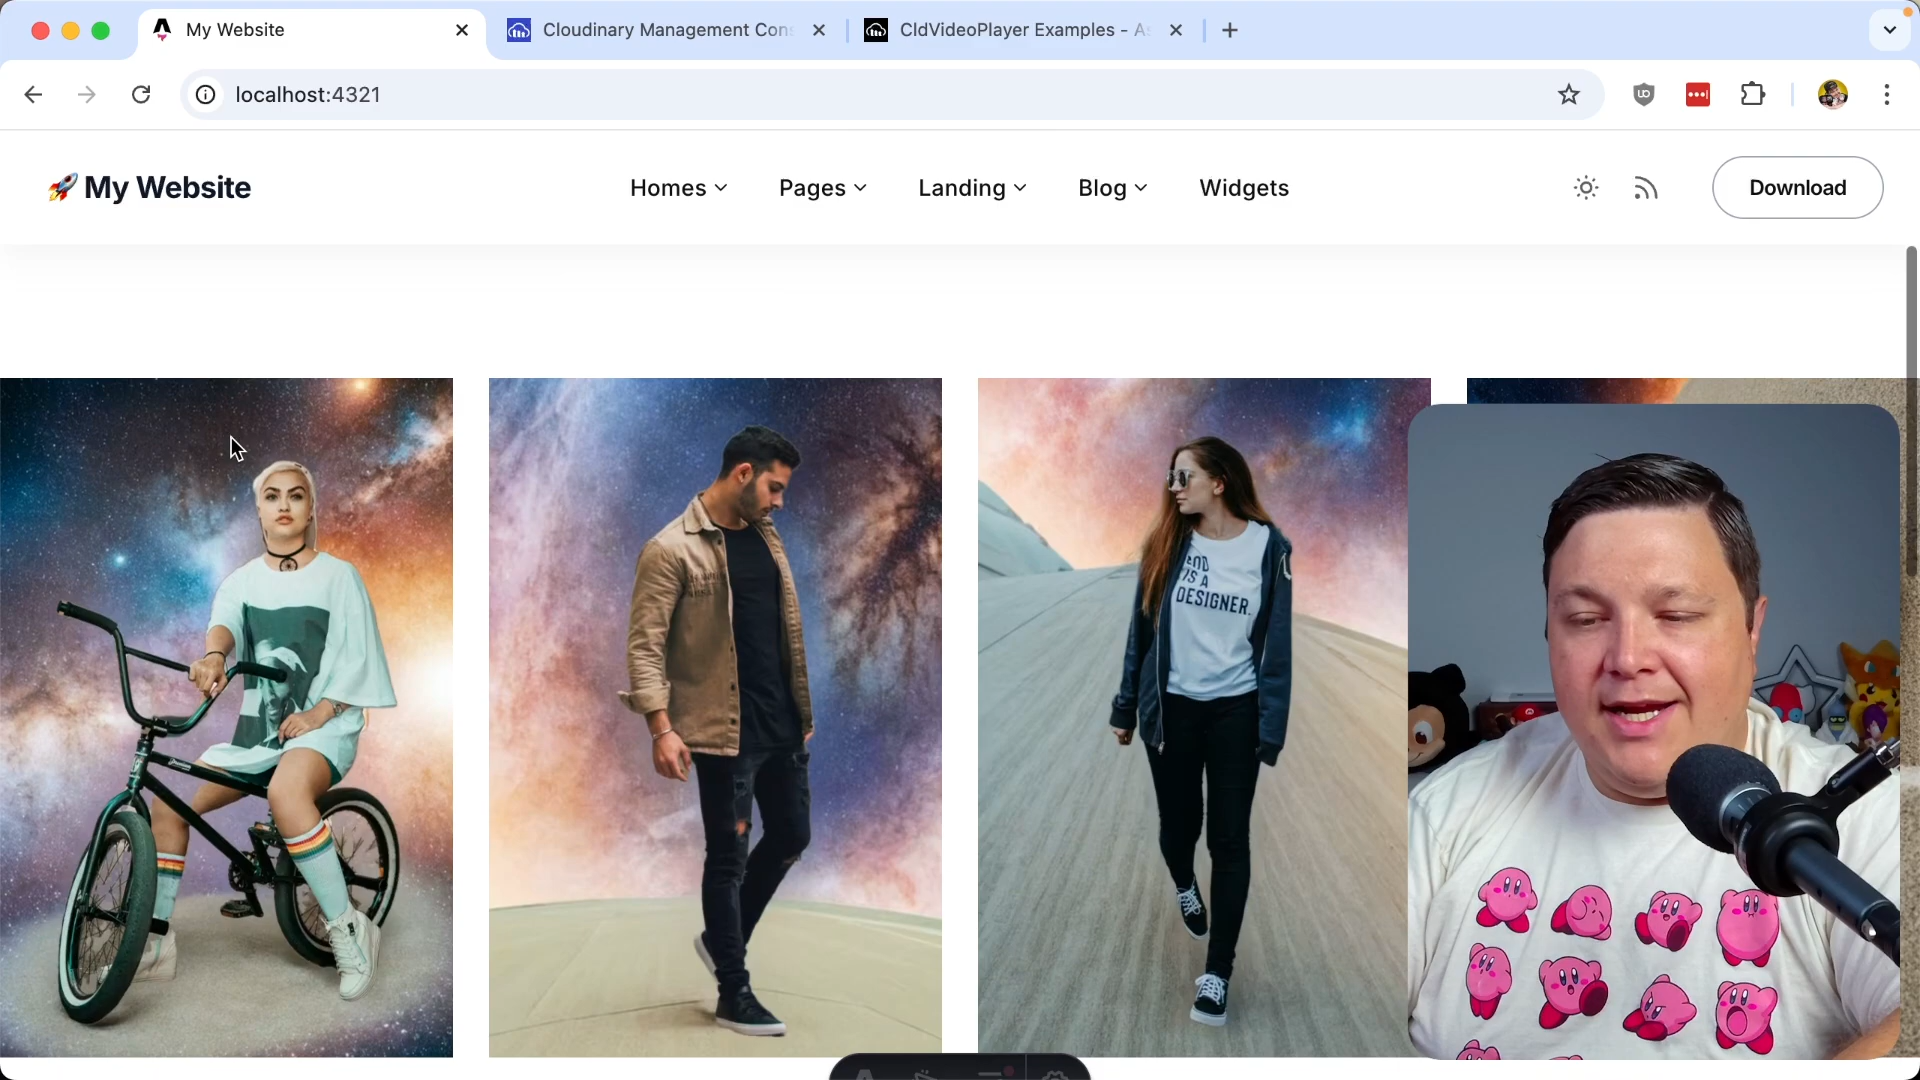 My Website
Cloudinary Management Con
CldVideoPlayer Examples - As
localhost:4321
🚀 My Website
Homes
Pages
Landing
Blog
Widgets
Download
IS A
DESIGNER.